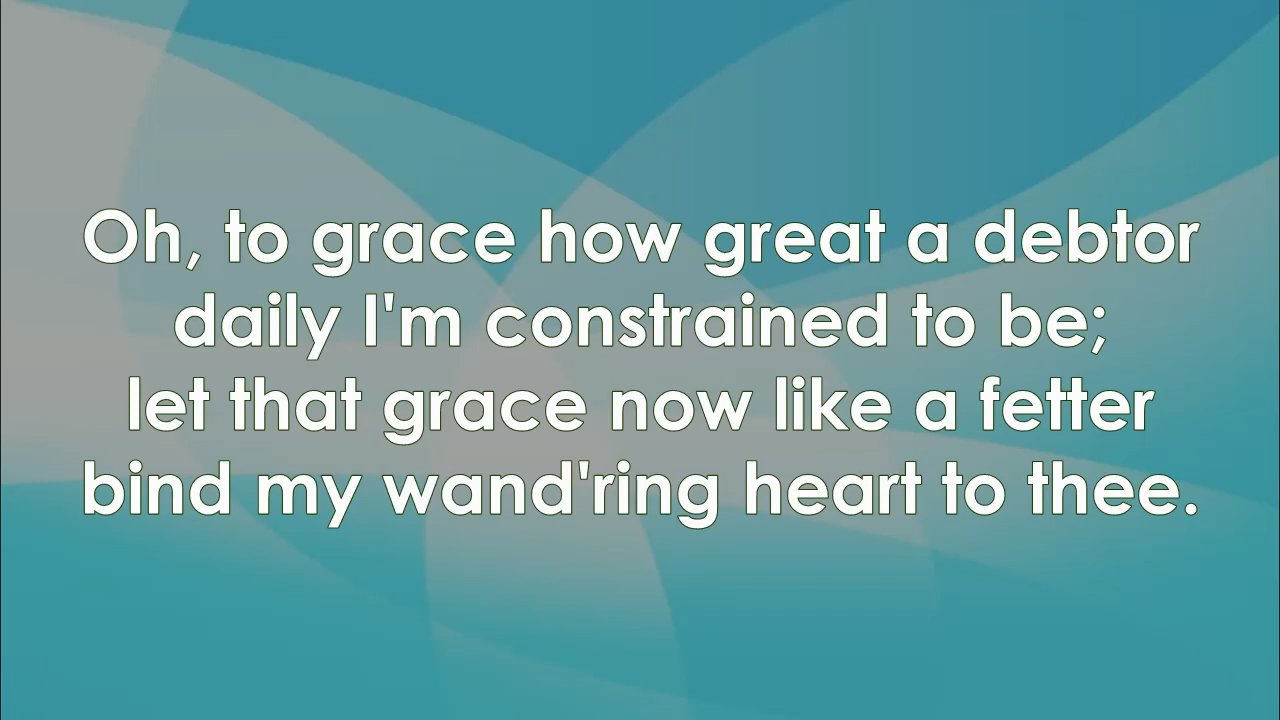 Oh, to grace how great a debtor
daily I'm constrained to be;
let that grace now like a fetter
bind my wand'ring heart to thee.